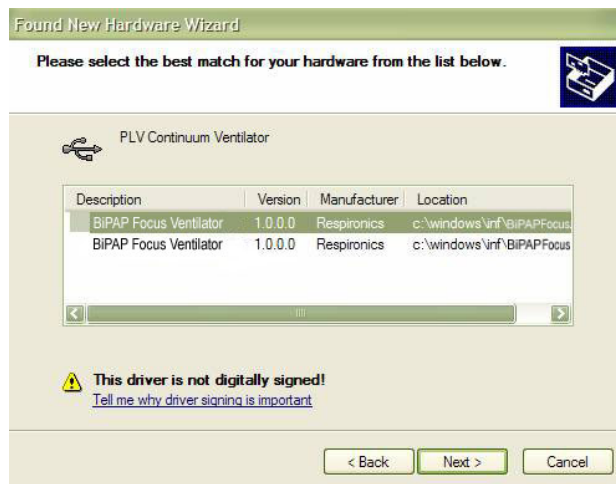 Found New Hardware Wizard
Please select the best match for your hardware from the list below.
PLV Continuum Ventilator
Description Version Manufacturer Location
BiPAP Focus Ventilator 1.0.0.0 Respironics c:\windows\inf\BiPAPFocus.
BiPAP Focus Ventilator 1.0.0.0 Respironics c:\windows\inf\BiPAPFocus
This driver is not digitally signed!
Tell me why driver signing is important
< Back Next > Cancel